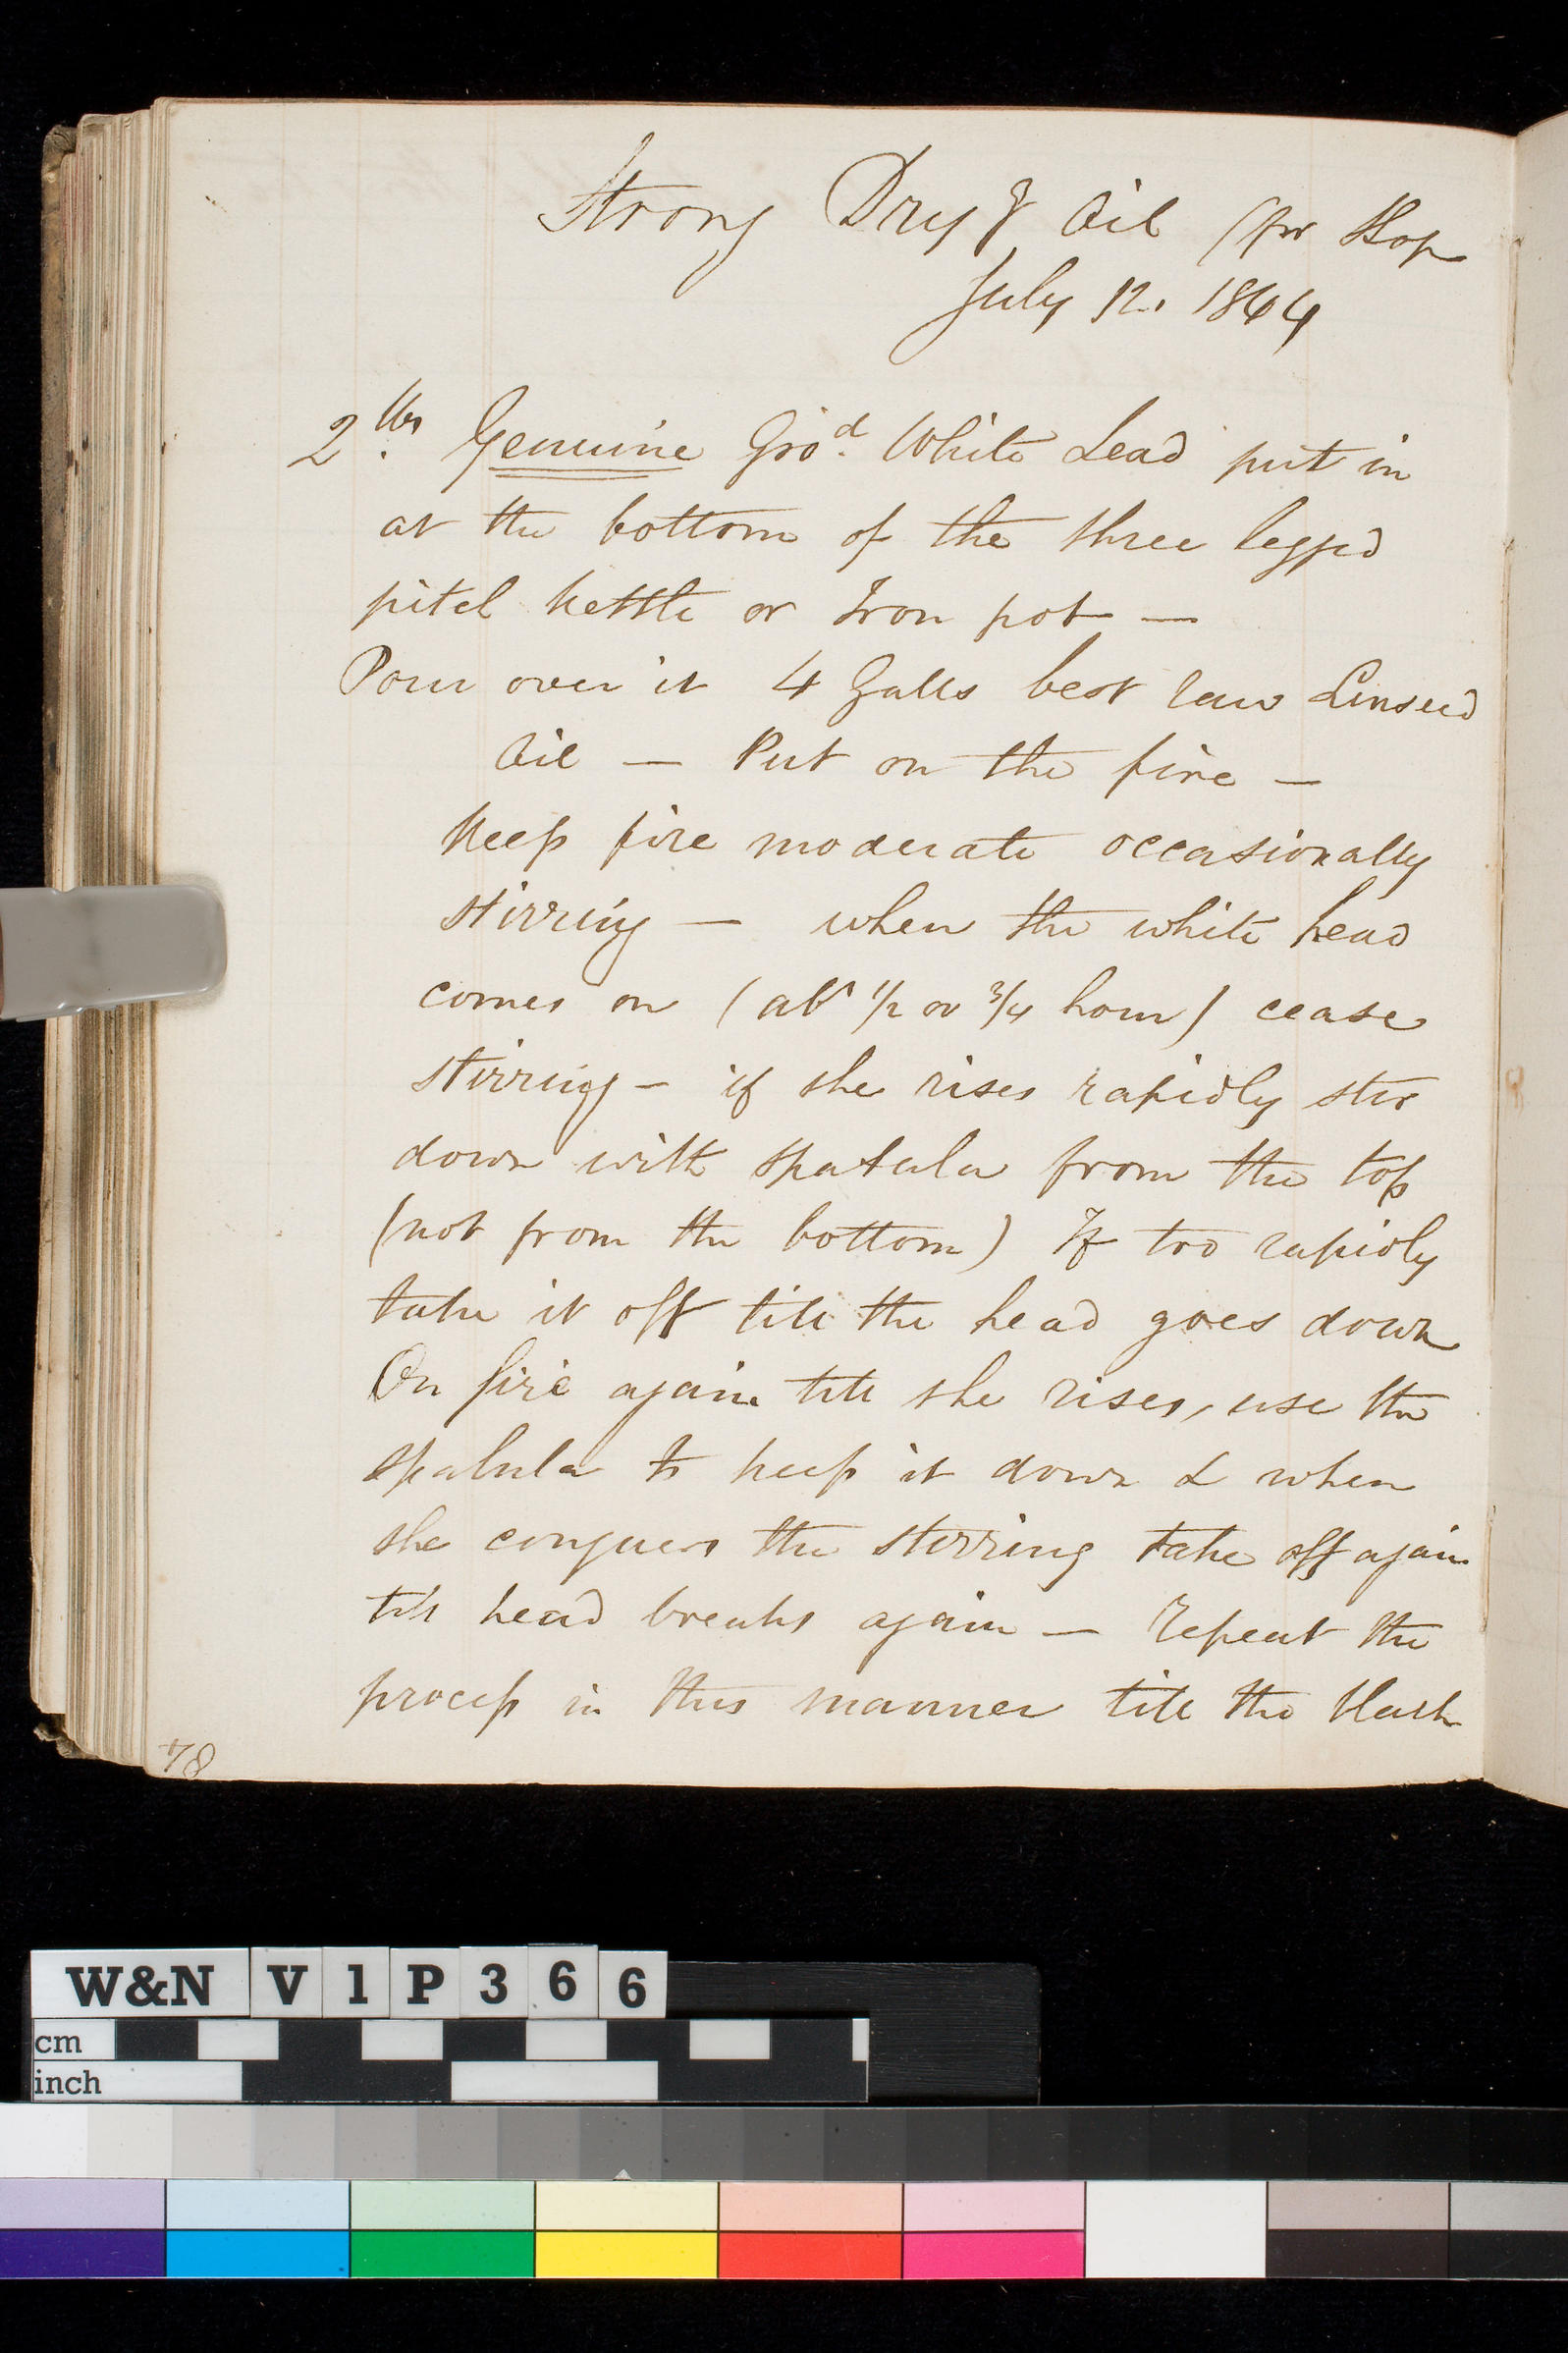 Strong Dryg Oil (for Shop
July 12. 1864
2 lbs. Genuine Gro.d White Lead put in
at the bottom of the three legg'd
pitch kettle or Iron pot —
Pour over it 4 Galls best raw Linseed
Oil — Put on the fire —
Keep fire moderate occasionally
stirring — when the white head
comes on (abt 1/2 or 3/4 hour) cease
stirring — if she rises rapidly stir
down with spatula from the top
(not from the bottom) If too rapidly
take it off till the head goes down
On fire again till she rises, use the
spatula to keep it down & when
she conquers the stirring take off again
till head breaks again — repeat the
process in this manner till the black
78
W&N V1P366
cm
inch